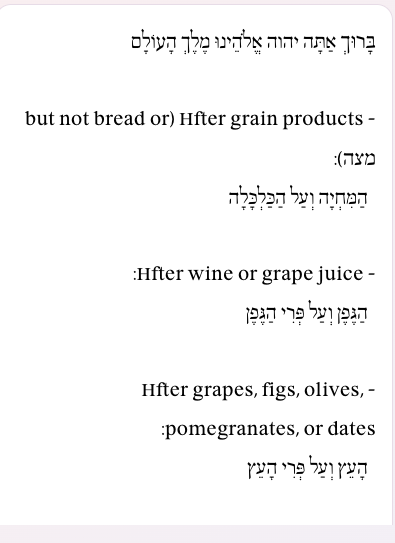 בָּרוּךְ אַתָּה יהוה אֱלֹהֵינוּ מֶלֶךְ הָעוֹלָם
but not bread or) Hfter grain products -
מצה):
הַמִּחְיָה וְעַל הַכַּלְכָּלָה
:Hfter wine or grape juice -
הַגֶּפֶן וְעַל פְּרִי הַגֶּפֶן
Hfter grapes, figs, olives, -
:pomegranates, or dates
הָעֵץ וְעַל פְּרִי הָעֵץ